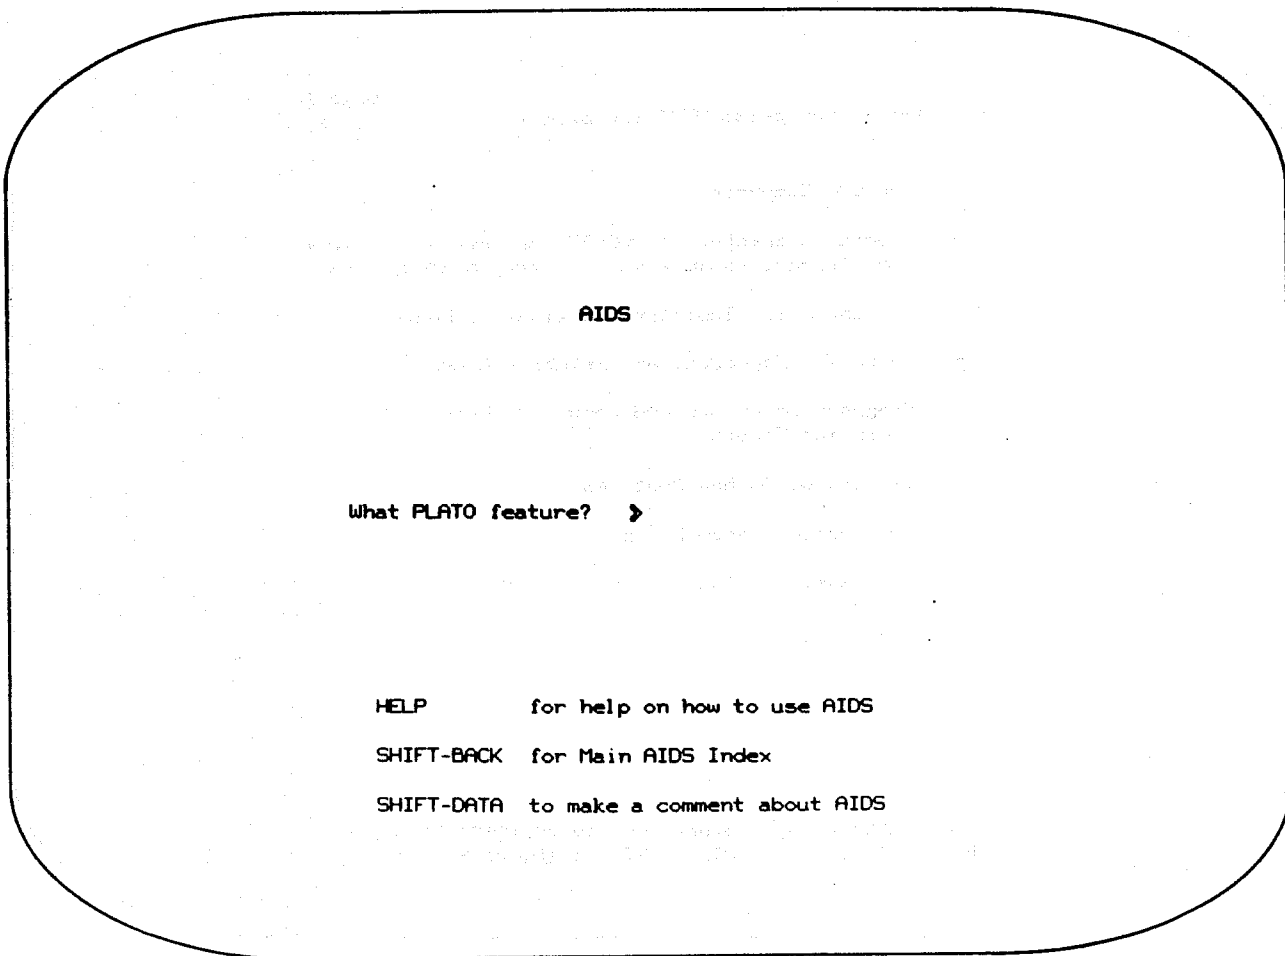 AIDS
What PLATO feature? >
HELP for help on how to use AIDS
SHIFT-BACK for Main AIDS Index
SHIFT-DATA to make a comment about AIDS